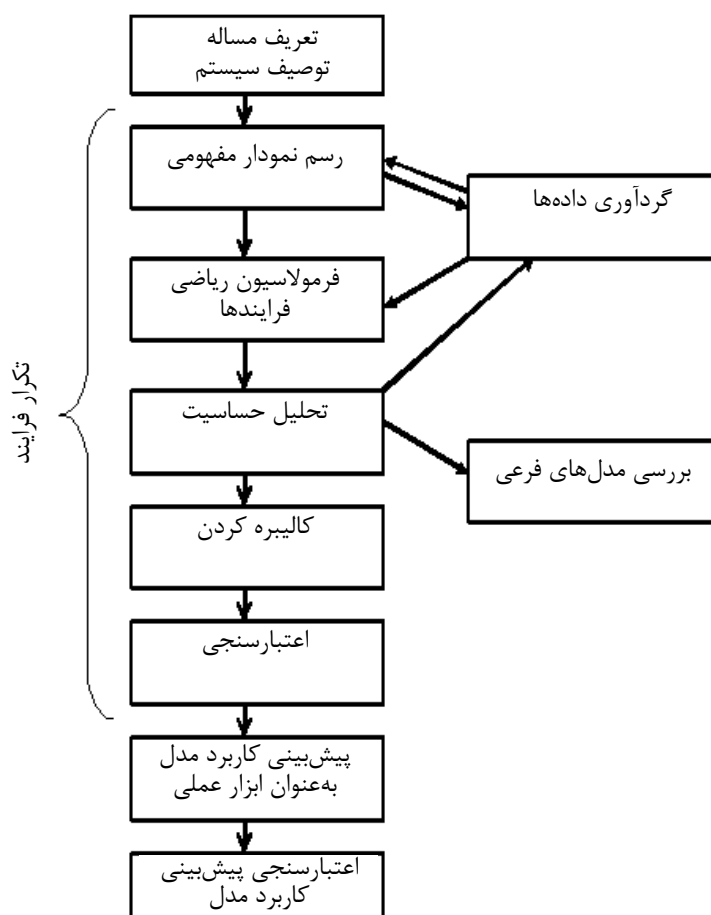 تعریف مساله
توصیف سیستم
رسم نمودار مفهومی
گردآوری داده‌ها
فرمولاسیون ریاضی
فرایندها
تکرار فرایند
تحلیل حساسیت
بررسی مدل‌های فرعی
کالیبره کردن
اعتبارسنجی
پیش‌بینی کاربرد مدل
به‌عنوان ابزار عملی
اعتبارسنجی پیش‌بینی
کاربرد مدل